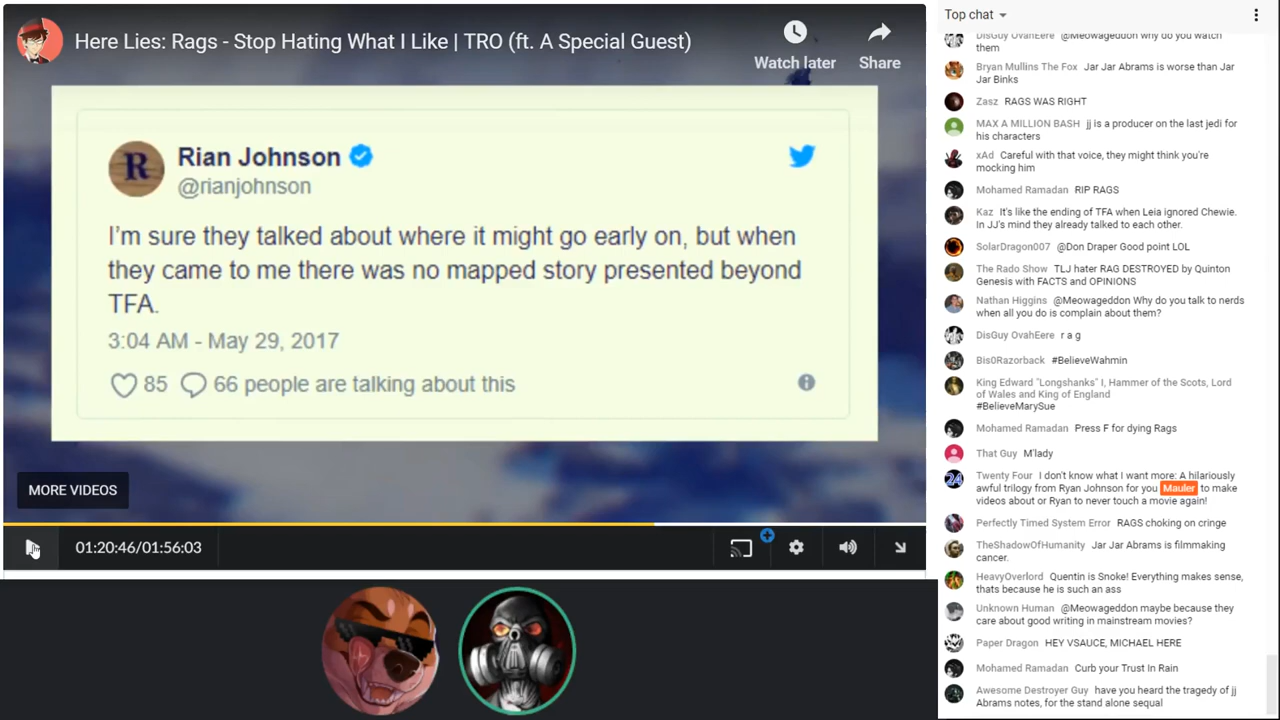 Here Lies: Rags - Stop Hating What I Like | TRO (ft. A Special Guest)
Watch later
Share
Rian Johnson
@rianjohnson
I'm sure they talked about where it might go early on, but when
they came to me there was no mapped story presented beyond
TFA.
3:04 AM - May 29, 2017
85
66 people are talking about this
MORE VIDEOS
01:20:46/01:56:03
Top chat
DisGuy OvahEere @Meowageddon why do you watch
them
Bryan Mullins The Fox Jar Jar Abrams is worse than Jar
Jar Binks
Zasz RAGS WAS RIGHT
MAX A MILLION BASH jj is a producer on the last jedi for
his characters
xAd Careful with that voice, they might think you're
mocking him
Mohamed Ramadan RIP RAGS
Kaz It's like the ending of TFA when Leia ignored Chewie.
In JJ's mind they already talked to each other.
SolarDragon007 @Don Draper Good point LOL
The Rado Show TLJ hater RAG DESTROYED by Quinton
Genesis with FACTS and OPINIONS
Nathan Higgins @Meowageddon Why do you talk to nerds
when all you do is complain about them?
DisGuy OvahEere r a g
Bis0Razorback #BelieveWahmin
King Edward "Longshanks" I, Hammer of the Scots, Lord
of Wales and King of England
#BelieveMarySue
Mohamed Ramadan Press F for dying Rags
That Guy M'lady
Twenty Four I don't know what I want more: A hilariously
awful trilogy from Ryan Johnson for you Mauler to make
videos about or Ryan to never touch a movie again!
Perfectly Timed System Error RAGS choking on cringe
TheShadowOfHumanity Jar Jar Abrams is filmmaking
cancer.
HeavyOverlord Quentin is Snoke! Everything makes sense,
thats because he is such an ass
Unknown Human @Meowageddon maybe because they
care about good writing in mainstream movies?
Paper Dragon HEY VSAUCE, MICHAEL HERE
Mohamed Ramadan Curb your Trust In Rain
Awesome Destroyer Guy have you heard the tragedy of jj
Abrams notes, for the stand alone sequal